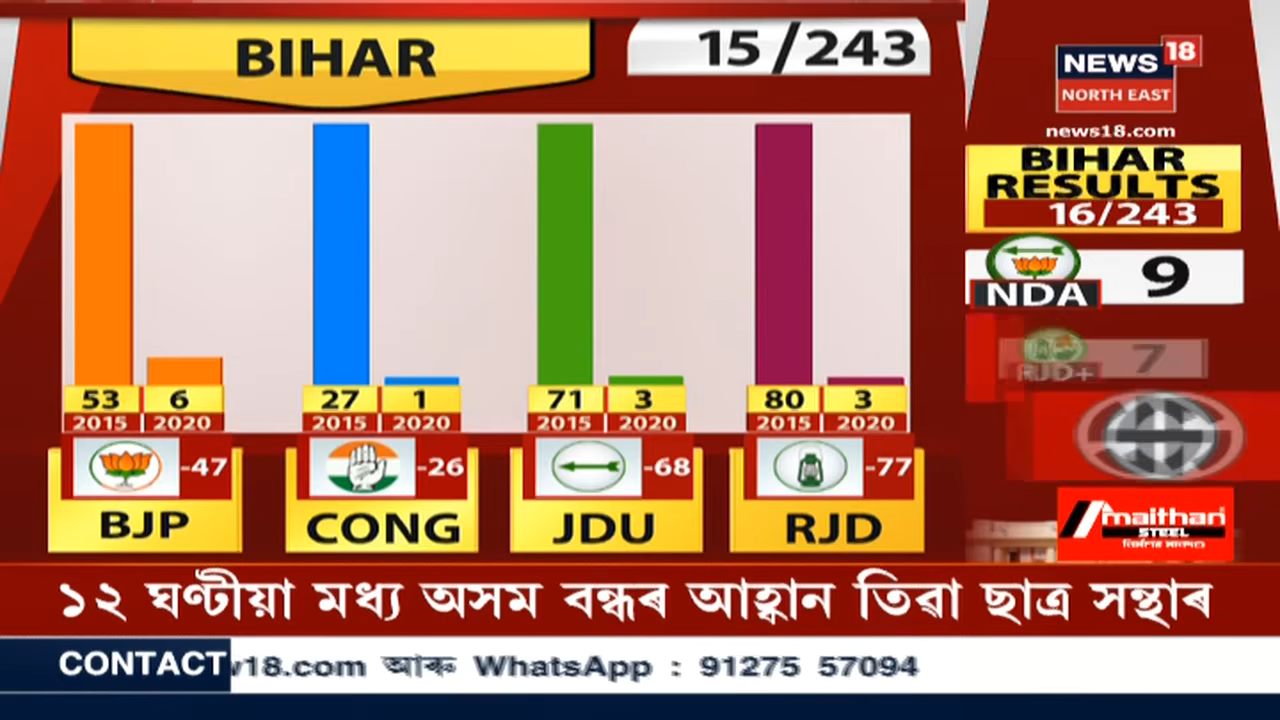 BIHAR
15/243
NEWS 18
NORTH EAST
news18.com
BIHAR
RESULTS
16/243
NDA 9
RJD+ 7
53 6 27 1 71 3 80 3
2015 2020 2015 2020 2015 2020 2015 2020
-47 -26 -68 -77
BJP CONG JDU RJD
maithan
STEEL
১২ ঘণ্টীয়া মধ্য অসম বন্ধৰ আহ্বান তিৱা ছাত্ৰ সন্থাৰ
CONTACT w18.com আৰু WhatsApp : 91275 57094